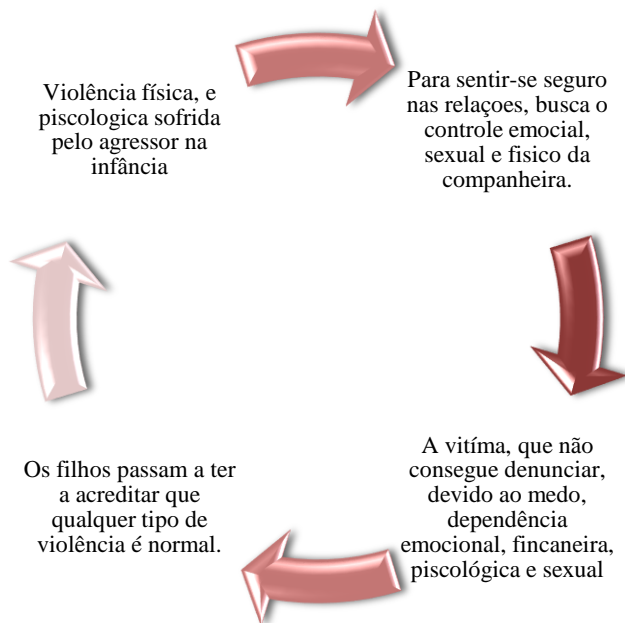 Violência física, e
piscologica sofrida
pelo agressor na
infância
Para sentir-se seguro
nas relaçoes, busca o
controle emocial,
sexual e fisico da
companheira.
A vitíma, que não
consegue denunciar,
devido ao medo,
dependência
emocional, fincaneira,
piscológica e sexual
Os filhos passam a ter
a acreditar que
qualquer tipo de
violência é normal.